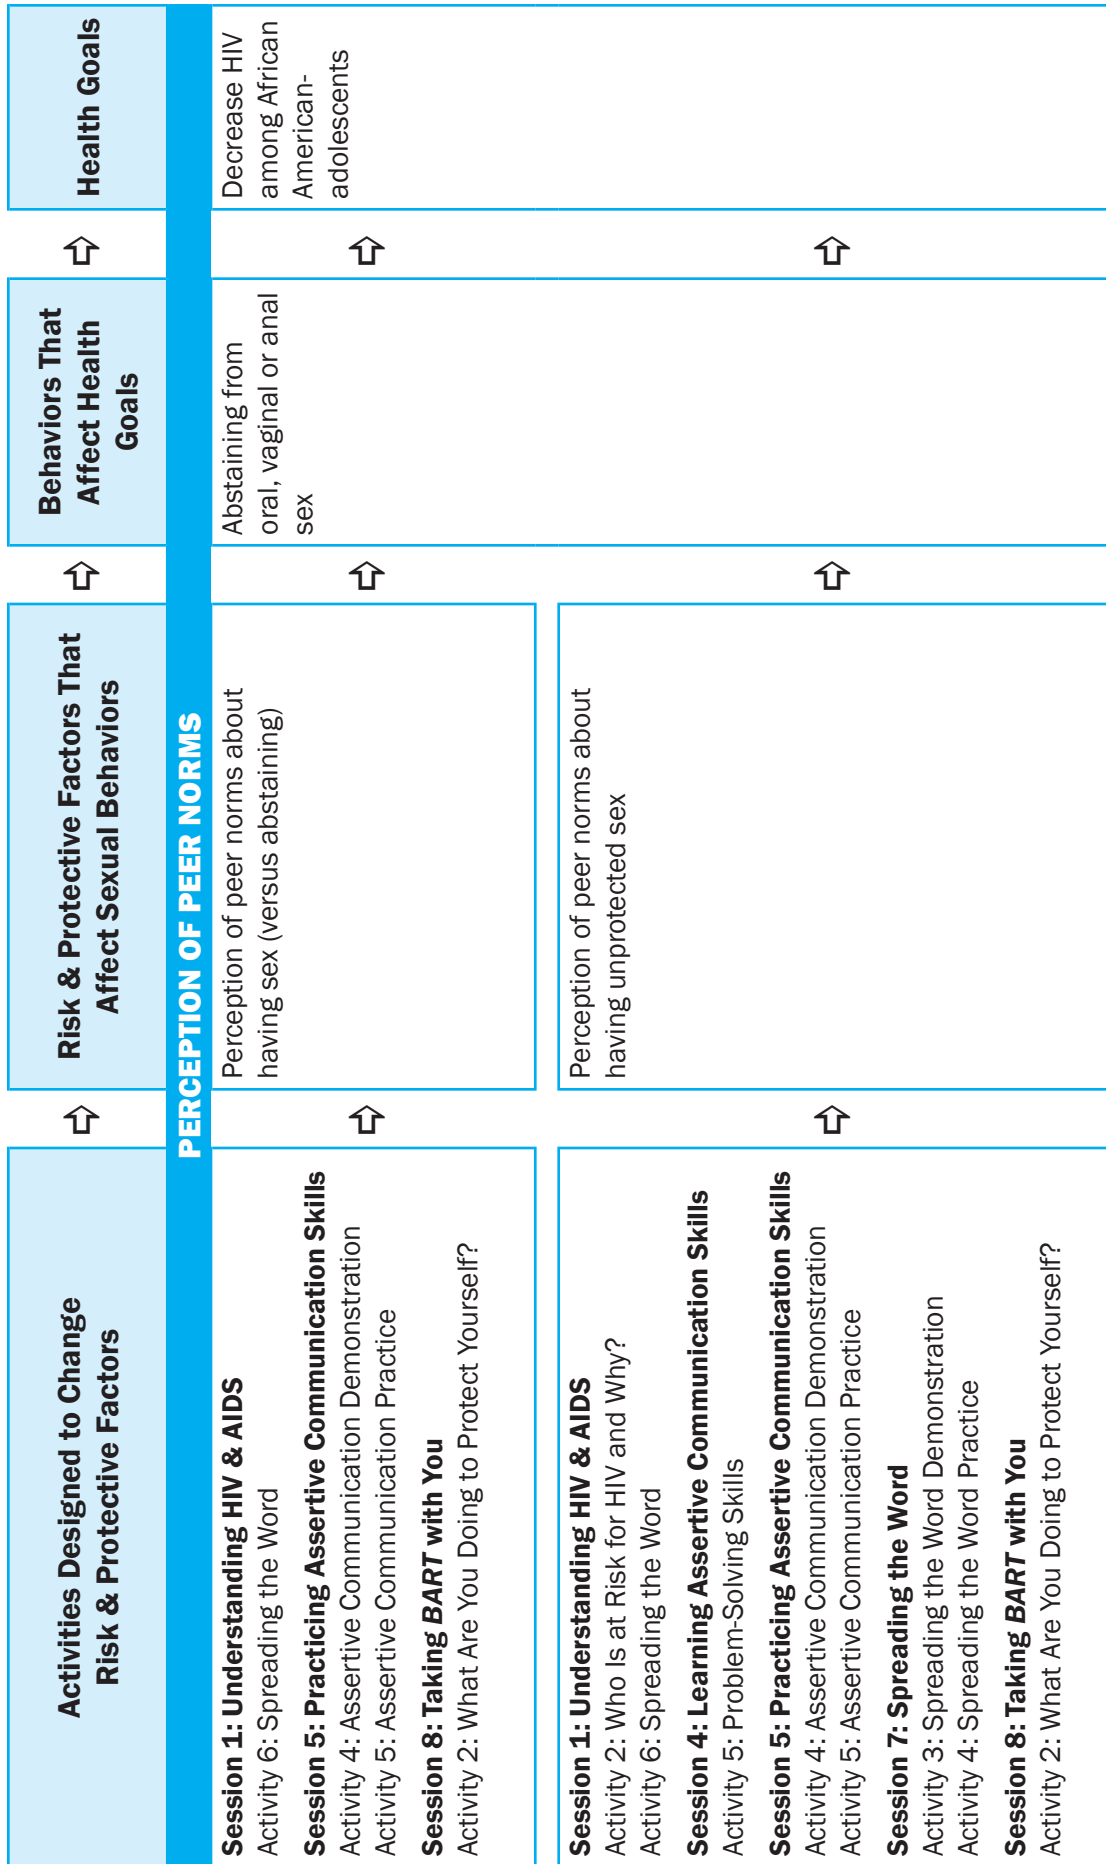 Activities Designed to Change
Risk & Protective Factors
Risk & Protective Factors That
Affect Sexual Behaviors
Behaviors That
Affect Health
Goals
Health Goals
PERCEPTION OF PEER NORMS
Session 1: Understanding HIV & AIDS
Activity 6: Spreading the Word
Session 5: Practicing Assertive Communication Skills
Activity 4: Assertive Communication Demonstration
Activity 5: Assertive Communication Practice
Session 8: Taking BART with You
Activity 2: What Are You Doing to Protect Yourself?
Perception of peer norms about
having sex (versus abstaining)
Abstaining from
oral, vaginal or anal
sex
Decrease HIV
among African
American-
adolescents
Session 1: Understanding HIV & AIDS
Activity 2: Who Is at Risk for HIV and Why?
Activity 6: Spreading the Word
Session 4: Learning Assertive Communication Skills
Activity 5: Problem-Solving Skills
Session 5: Practicing Assertive Communication Skills
Activity 4: Assertive Communication Demonstration
Activity 5: Assertive Communication Practice
Session 7: Spreading the Word
Activity 3: Spreading the Word Demonstration
Activity 4: Spreading the Word Practice
Session 8: Taking BART with You
Activity 2: What Are You Doing to Protect Yourself?
Perception of peer norms about
having unprotected sex